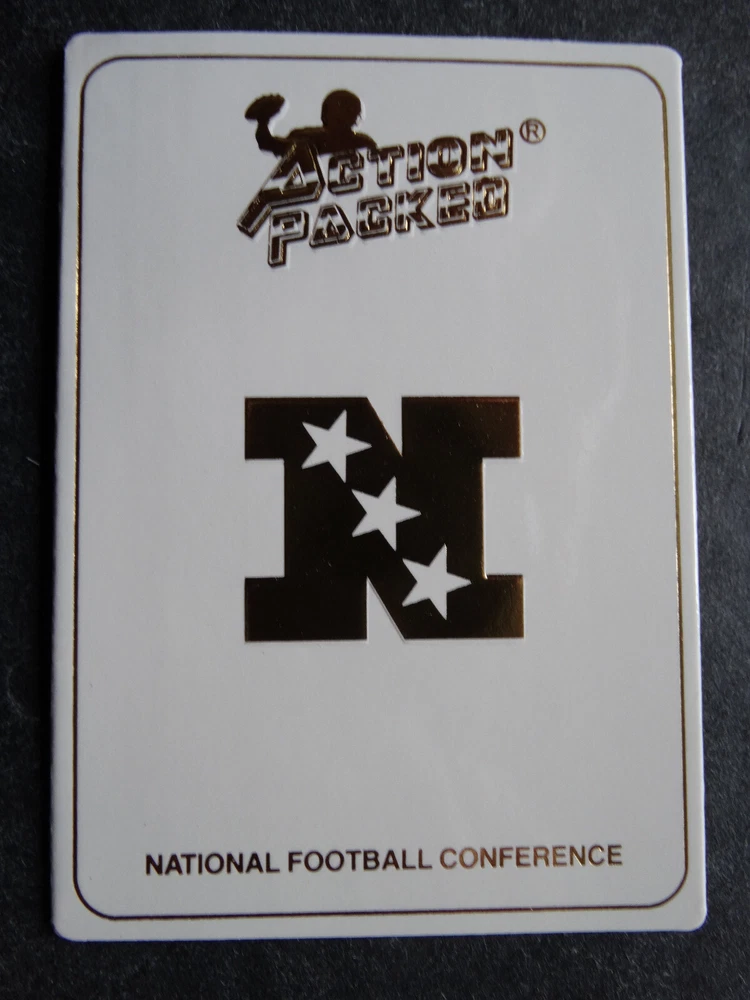 ACTION®
PACKED
N
NATIONAL FOOTBALL CONFERENCE